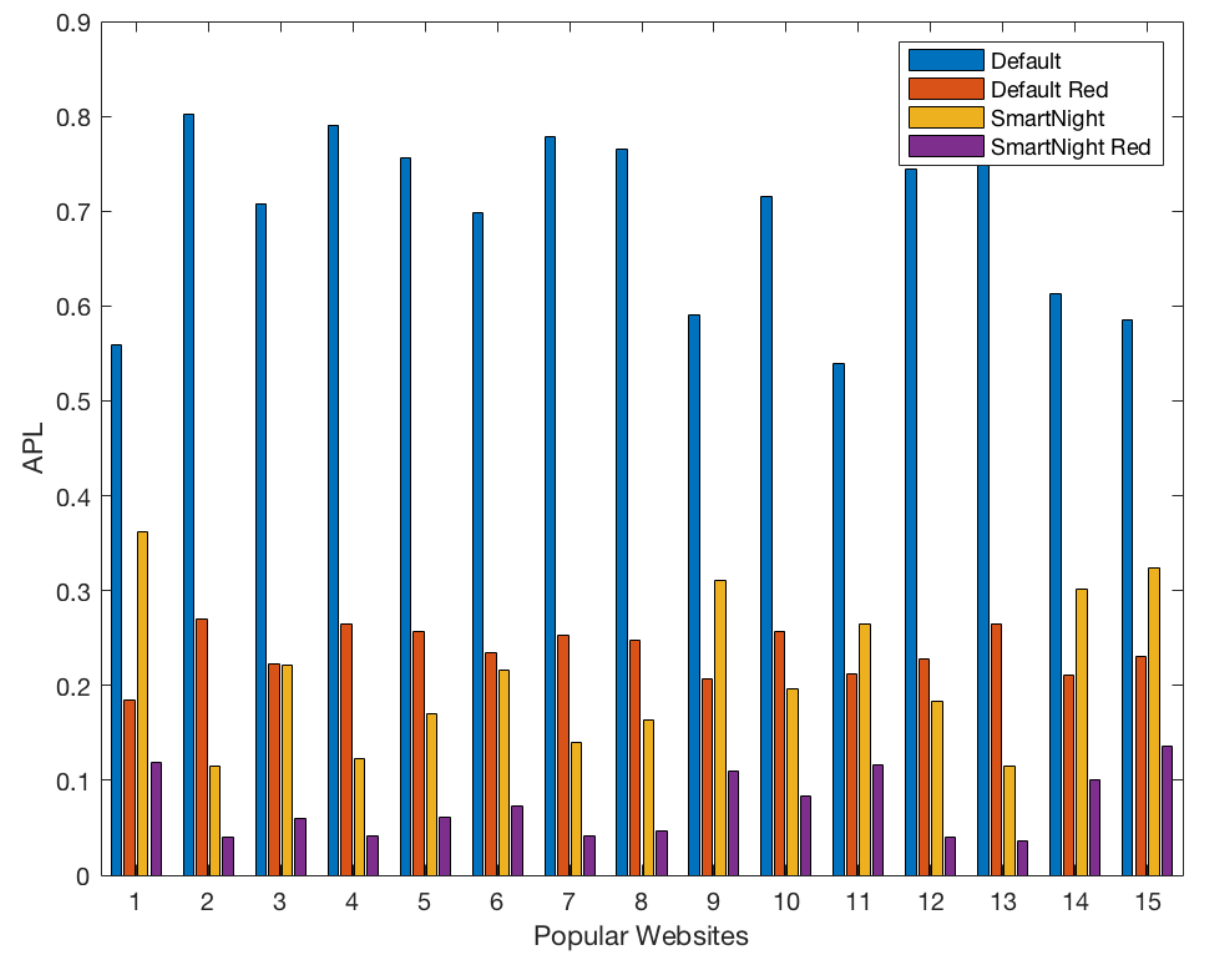 0.9
0.8
0.7
0.6
0.5
0.4
0.3
0.2
0.1
0
APL
Default
Default Red
SmartNight
SmartNight Red
1 2 3 4 5 6 7 8 9 10 11 12 13 14 15
Popular Websites